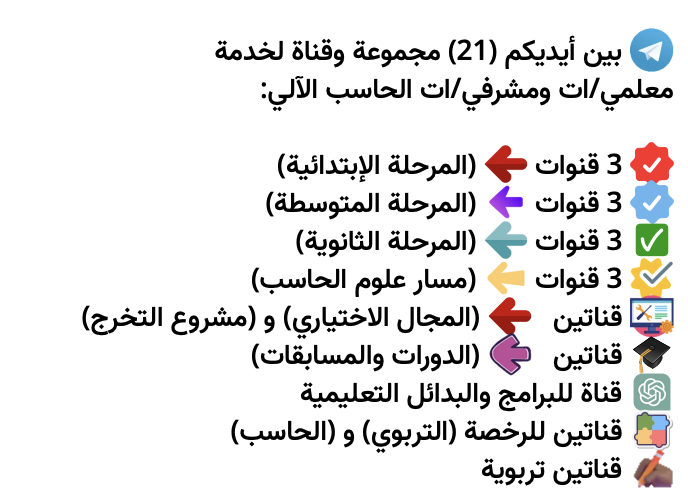 بين أيديكم (21) مجموعة وقناة لخدمة
معلمي/ات ومشرفي/ات الحاسب الآلي:
3 قنوات (المرحلة الإبتدائية)
3 قنوات (المرحلة المتوسطة)
3 قنوات (المرحلة الثانوية)
3 قنوات (مسار علوم الحاسب)
قناتين (المجال الاختياري) و (مشروع التخرج)
قناتين (الدورات والمسابقات)
قناة للبرامج والبدائل التعليمية
قناتين للرخصة (التربوي) و (الحاسب)
قناتين تربوية